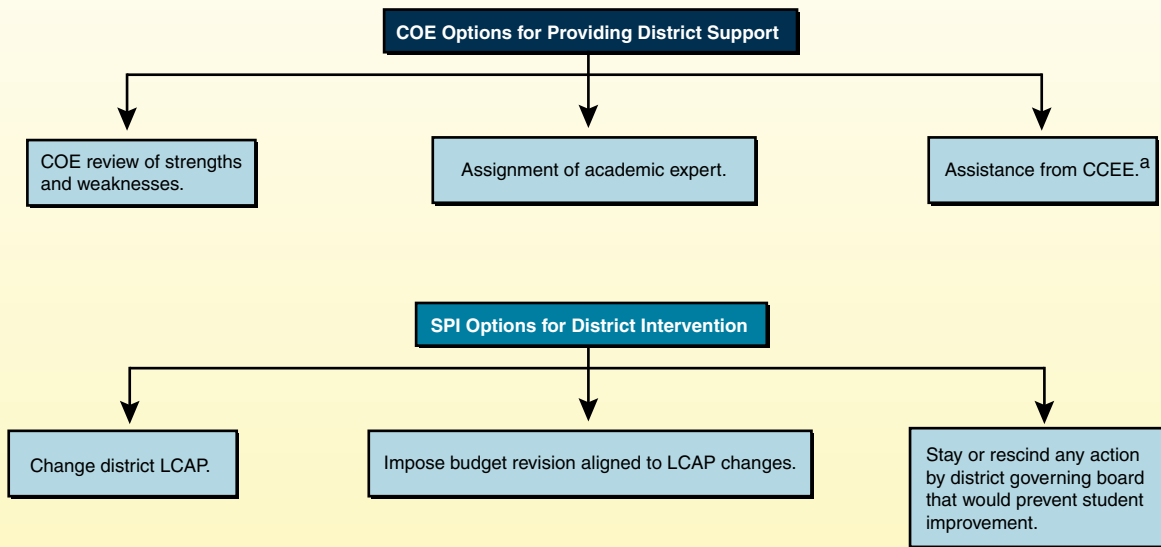 COE Options for Providing District Support
COE review of strengths
and weaknesses.
Assignment of academic expert.
Assistance from CCEE.a
SPI Options for District Intervention
Change district LCAP.
Impose budget revision aligned to LCAP changes.
Stay or rescind any action
by district governing board
that would prevent student
improvement.